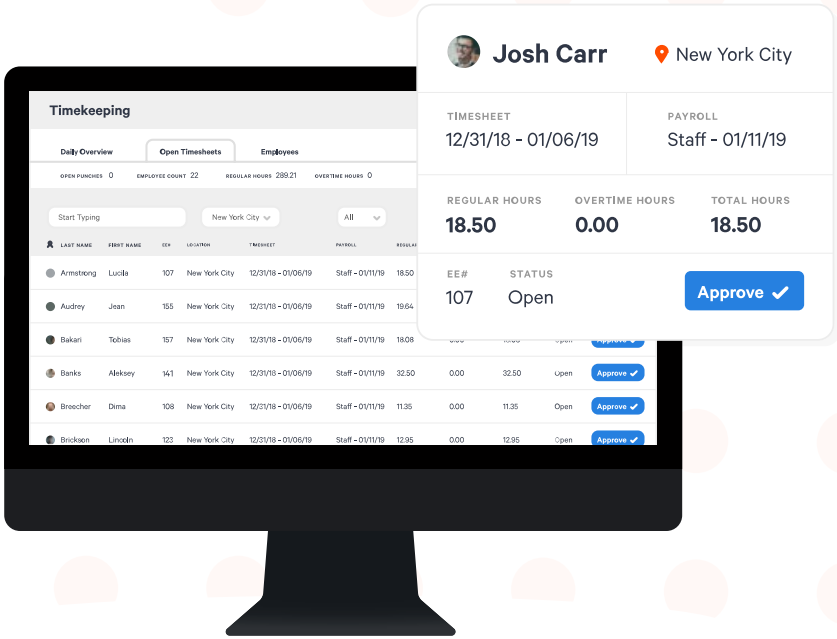 Josh Carr
New York City
TIMESHEET
12/31/18 - 01/06/19
PAYROLL
Staff - 01/11/19
REGULAR HOURS OVERTIME HOURS TOTAL HOURS
18.50 0.00 18.50
EE# STATUS
107 Open
Approve
Timekeeping
Daily Overview Open Timesheets Employees
OPEN PUNCHES 0 EMPLOYEE COUNT 22 REGULAR HOURS 289.21 OVERTIME HOURS 0
Start Typing New York City All
LAST NAME FIRST NAME EE# LOCATION TIMESHEET PAYROLL REGULAR
Armstrong Lucila 107 New York City 12/31/18 - 01/06/19 Staff - 01/11/19 18.50
Audrey Jean 155 New York City 12/31/18 - 01/06/19 Staff - 01/11/19 19.64
Bakari Tobias 157 New York City 12/31/18 - 01/06/19 Staff - 01/11/19 18.08 Open Approve
Banks Aleksey 141 New York City 12/31/18 - 01/06/19 Staff - 01/11/19 32.50 0.00 32.50 Open Approve
Breecher Dima 108 New York City 12/31/18 - 01/06/19 Staff - 01/11/19 11.35 0.00 11.35 Open Approve
Brickson Lincoln 123 New York City 12/31/18 - 01/06/19 Staff - 01/11/19 12.95 0.00 12.95 Open Approve